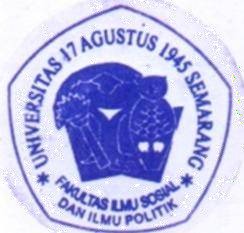 UNIVERSITAS 17 AGUSTUS 1945 SEMARANG
FAKULTAS ILMU SOSIAL
DAN ILMU POLITIK